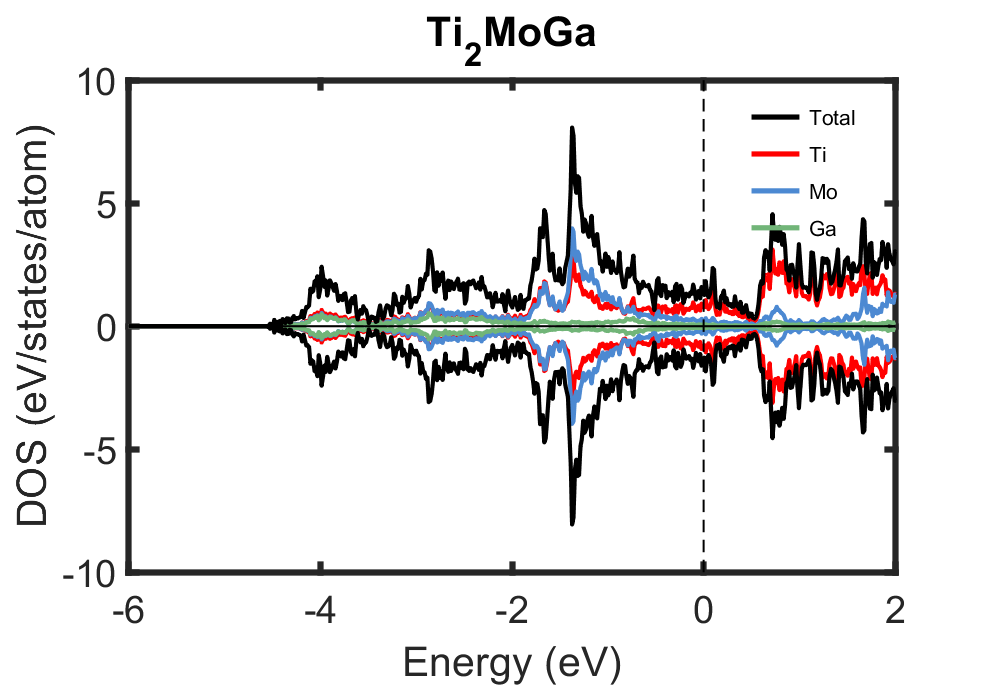 Ti2MoGa
DOS (eV/states/atom)
10
5
0
-5
-10
Total
Ti
Mo
Ga
-6 -4 -2 0 2
Energy (eV)